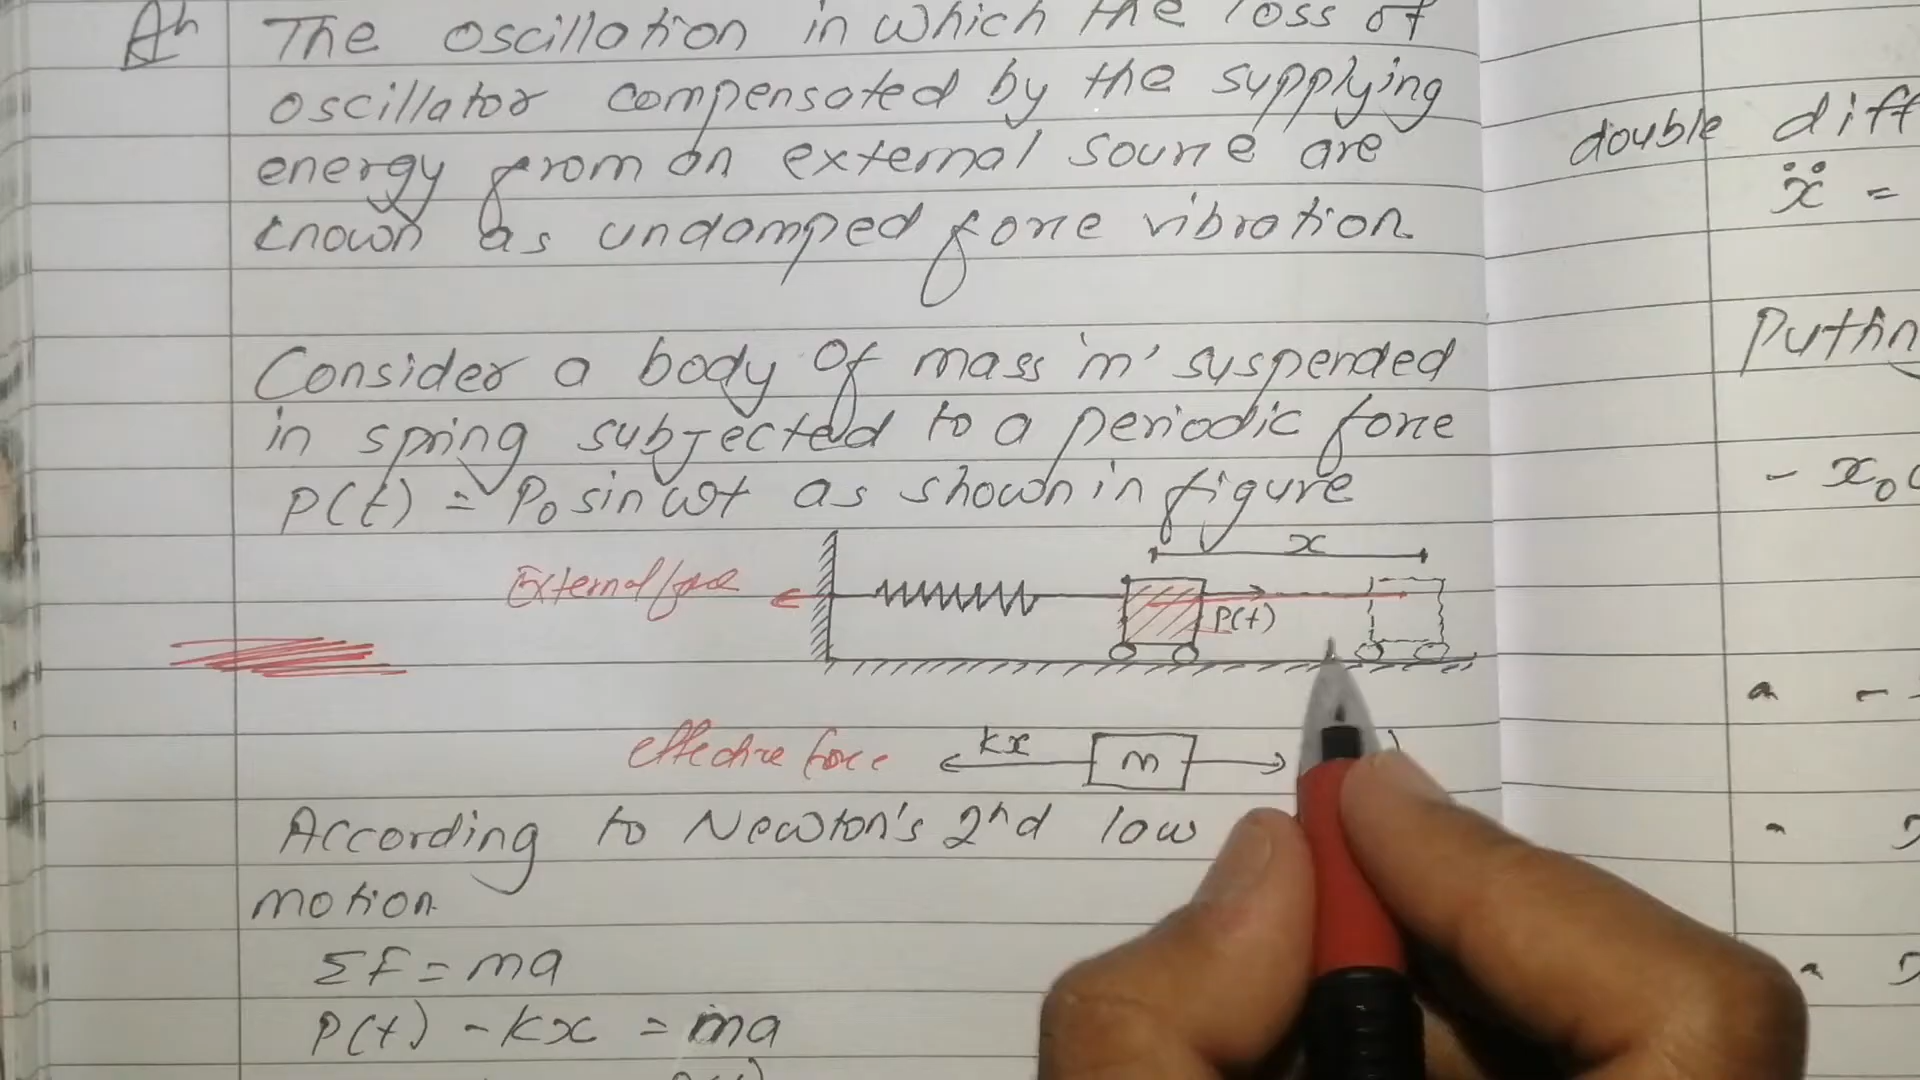 An
The oscillation in which the loss of
oscillator compensated by the supplying
energy from an external source are
known as undamped force vibration.
Consider a body of mass 'm' suspended
in spring subjected to a periodic force
P(t) = P₀ sin ωt as shown in figure
x
External force
P(t)
effective force
kx
m
According to Newton's 2nd law
motion.
ΣF = ma
P(t) - kx = ma
double diff
ẍ =
Puttin
- x₀